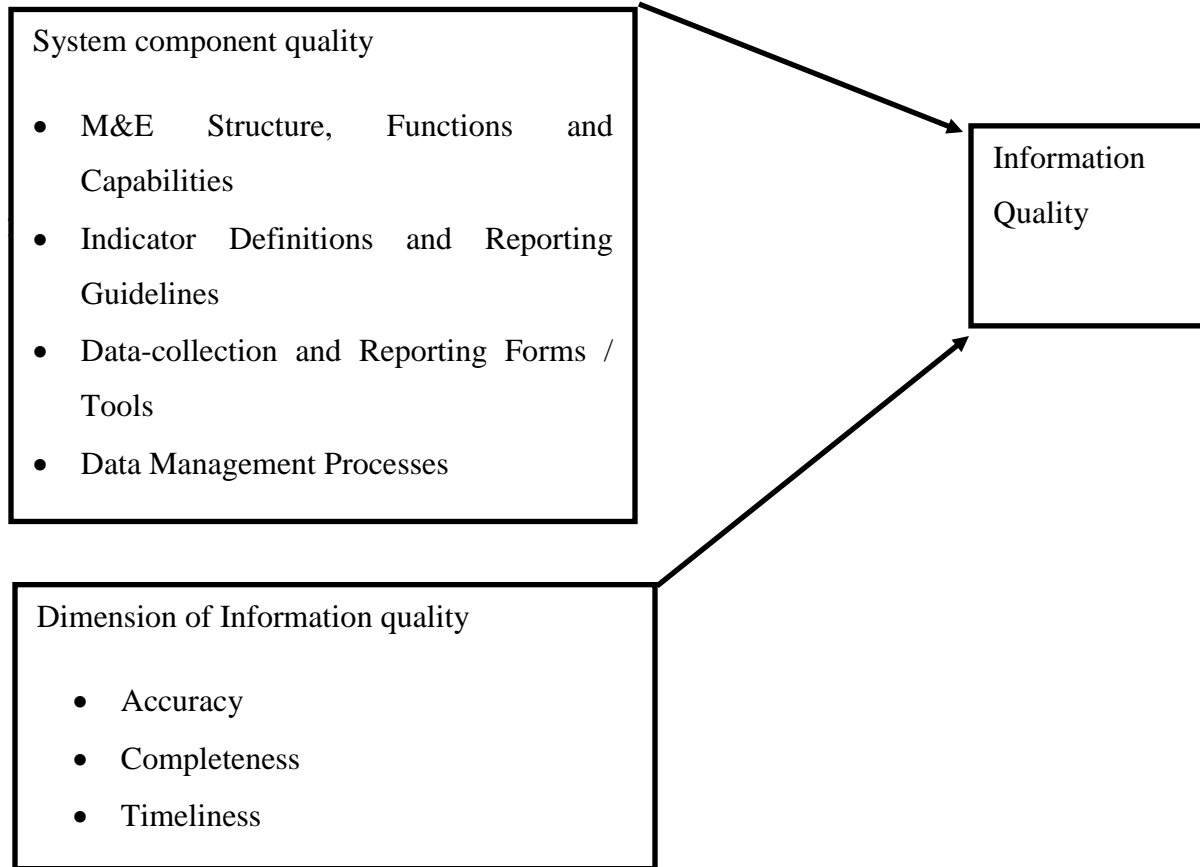 System component quality
• M&E Structure, Functions and
Capabilities
• Indicator Definitions and Reporting
Guidelines
• Data-collection and Reporting Forms /
Tools
• Data Management Processes
Information
Quality
Dimension of Information quality
• Accuracy
• Completeness
• Timeliness